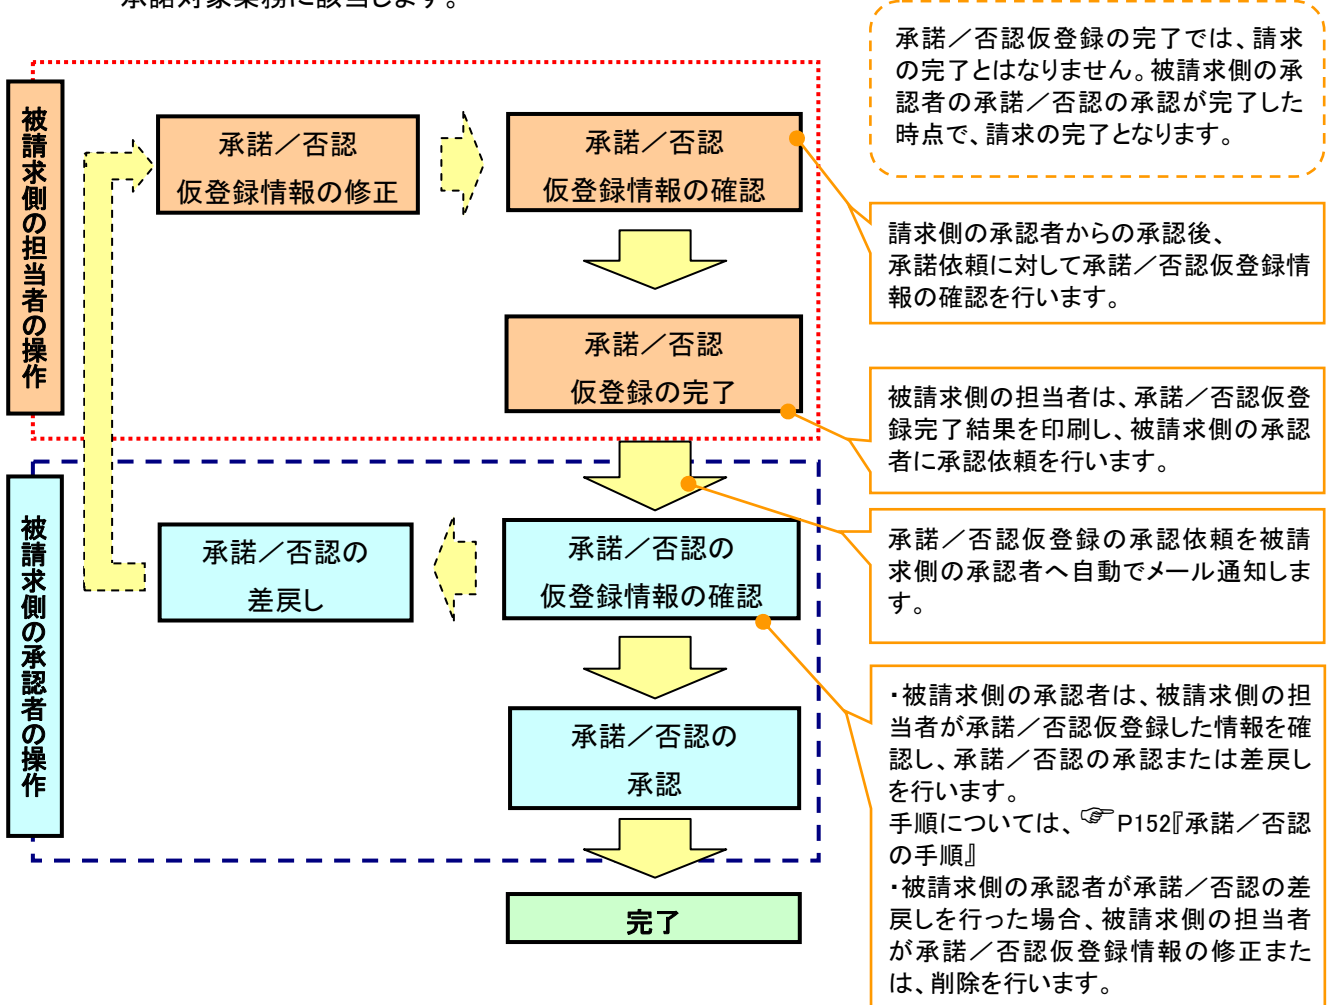 承諾対象業務に該当します。
承諾／否認仮登録の完了では、請求
の完了とはなりません。被請求側の承
認者の承諾／否認の承認が完了した
時点で、請求の完了となります。
被請求側の担当者の操作
承諾／否認
仮登録情報の修正
承諾／否認
仮登録情報の確認
請求側の承認者からの承認後、
承諾依頼に対して承諾／否認仮登録情
報の確認を行います。
承諾／否認
仮登録の完了
被請求側の担当者は、承諾／否認仮登
録完了結果を印刷し、被請求側の承認
者に承認依頼を行います。
被請求側の承認者の操作
承諾／否認の
差戻し
承諾／否認の
仮登録情報の確認
承諾／否認仮登録の承認依頼を被請
求側の承認者へ自動でメール通知しま
す。
承諾／否認の
承認
・被請求側の承認者は、被請求側の担
当者が承諾／否認仮登録した情報を確
認し、承諾／否認の承認または差戻し
を行います。
手順については、☞P152『承諾／否認
の手順』
・被請求側の承認者が承諾／否認の差
戻しを行った場合、被請求側の担当者
が承諾／否認仮登録情報の修正また
は、削除を行います。
完了